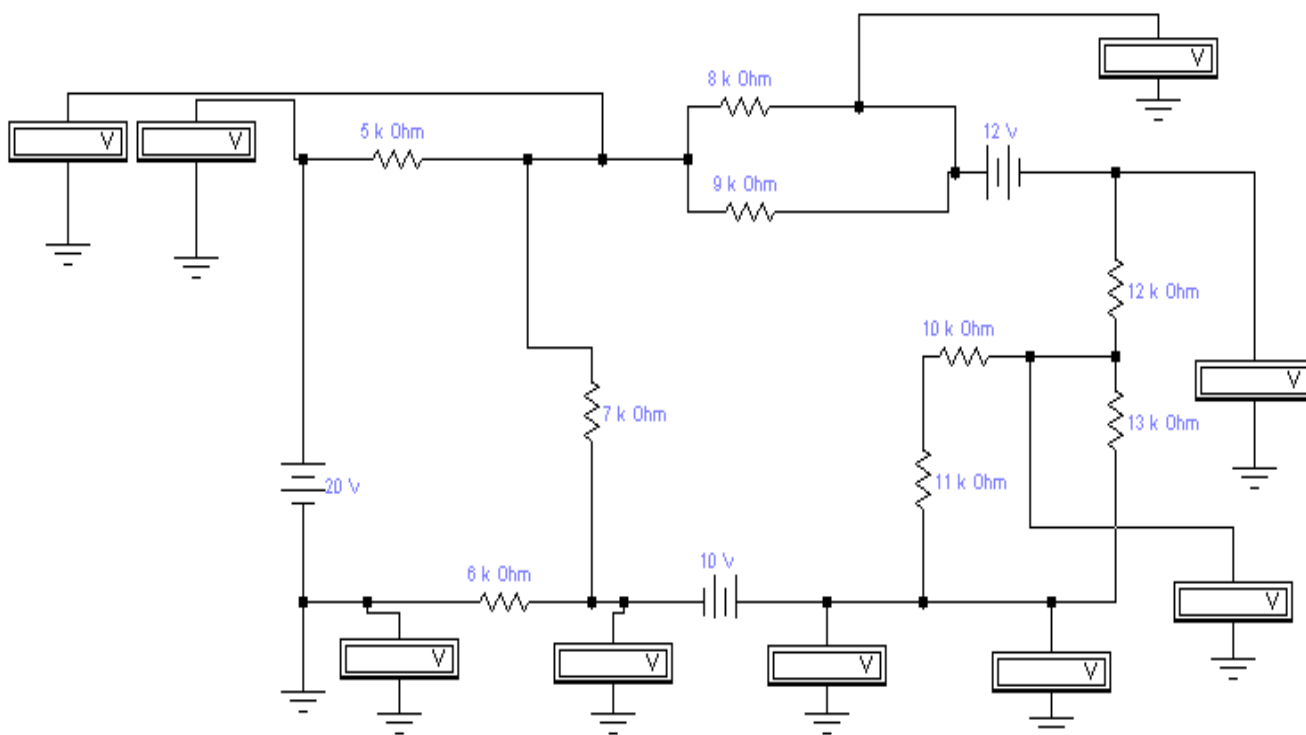 V
8 k Ohm
V
V
5 k Ohm
12 V
9 k Ohm
12 k Ohm
10 k Ohm
V
7 k Ohm
13 k Ohm
11 k Ohm
20 V
10 V
6 k Ohm
V
V
V
V
V